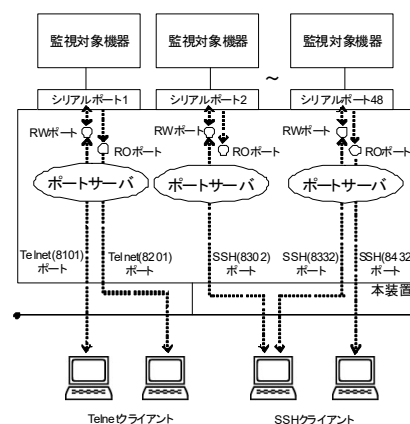 監視対象機器 監視対象機器 監視対象機器
~
シリアルポート1 シリアルポート2 シリアルポート48
RWポート RWポート RWポート
ROポート ROポート ROポート
ポートサーバ ポートサーバ ポートサーバ
Telnet(8101) Telnet(8201) SSH(8302) SSH(8332) SSH(8432)
ポート ポート ポート ポート ポート
本装置
Telnetクライアント SSHクライアント